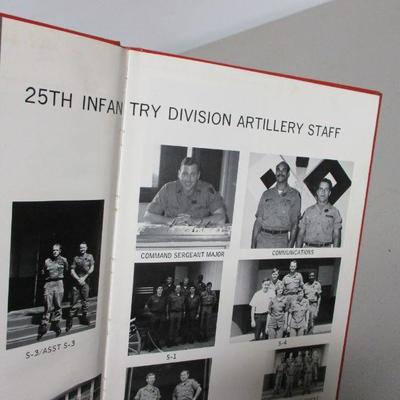 25TH INFANTRY DIVISION ARTILLERY STAFF
COMMAND SERGEANT MAJOR
COMMUNICATIONS
S-3/ASST S-3
S-1
S-4